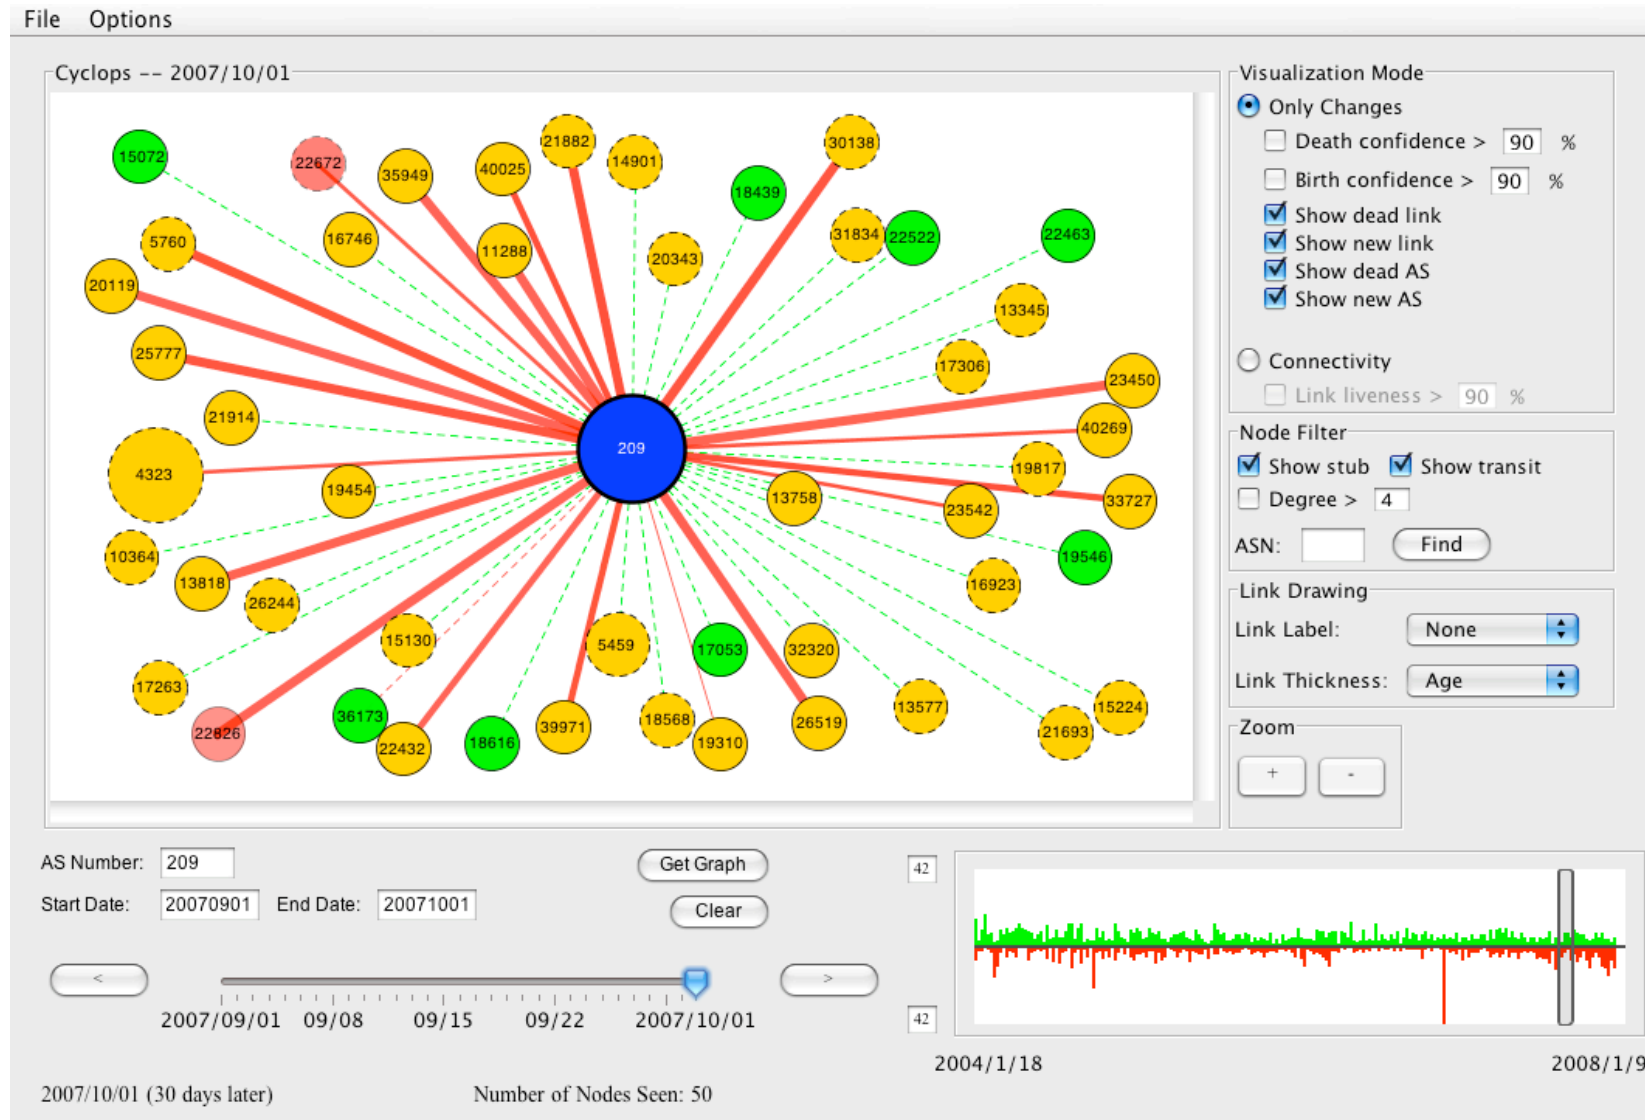 File Options
Cyclops -- 2007/10/01
15072
22672
35949
40025
21882
14901
30138
18439
5760
16746
11288
20343
31834
22522
22463
20119
13345
25777
17306
23450
21914
40269
209
4323
19454
13758
19817
23542
33727
10364
13818
26244
19546
16923
15130
5459
17053
32320
17263
22826
36173
22432
18616
39971
18568
19310
26519
13577
21693
15224
Visualization Mode
Only Changes
Death confidence > 90 %
Birth confidence > 90 %
Show dead link
Show new link
Show dead AS
Show new AS
Connectivity
Link liveness > 90 %
Node Filter
Show stub Show transit
Degree > 4
ASN: Find
Link Drawing
Link Label: None
Link Thickness: Age
Zoom
+ -
AS Number: 209 Get Graph
Start Date: 20070901 End Date: 20071001 Clear
< >
2007/09/01 09/08 09/15 09/22 2007/10/01
42
42
2004/1/18 2008/1/9
2007/10/01 (30 days later) Number of Nodes Seen: 50